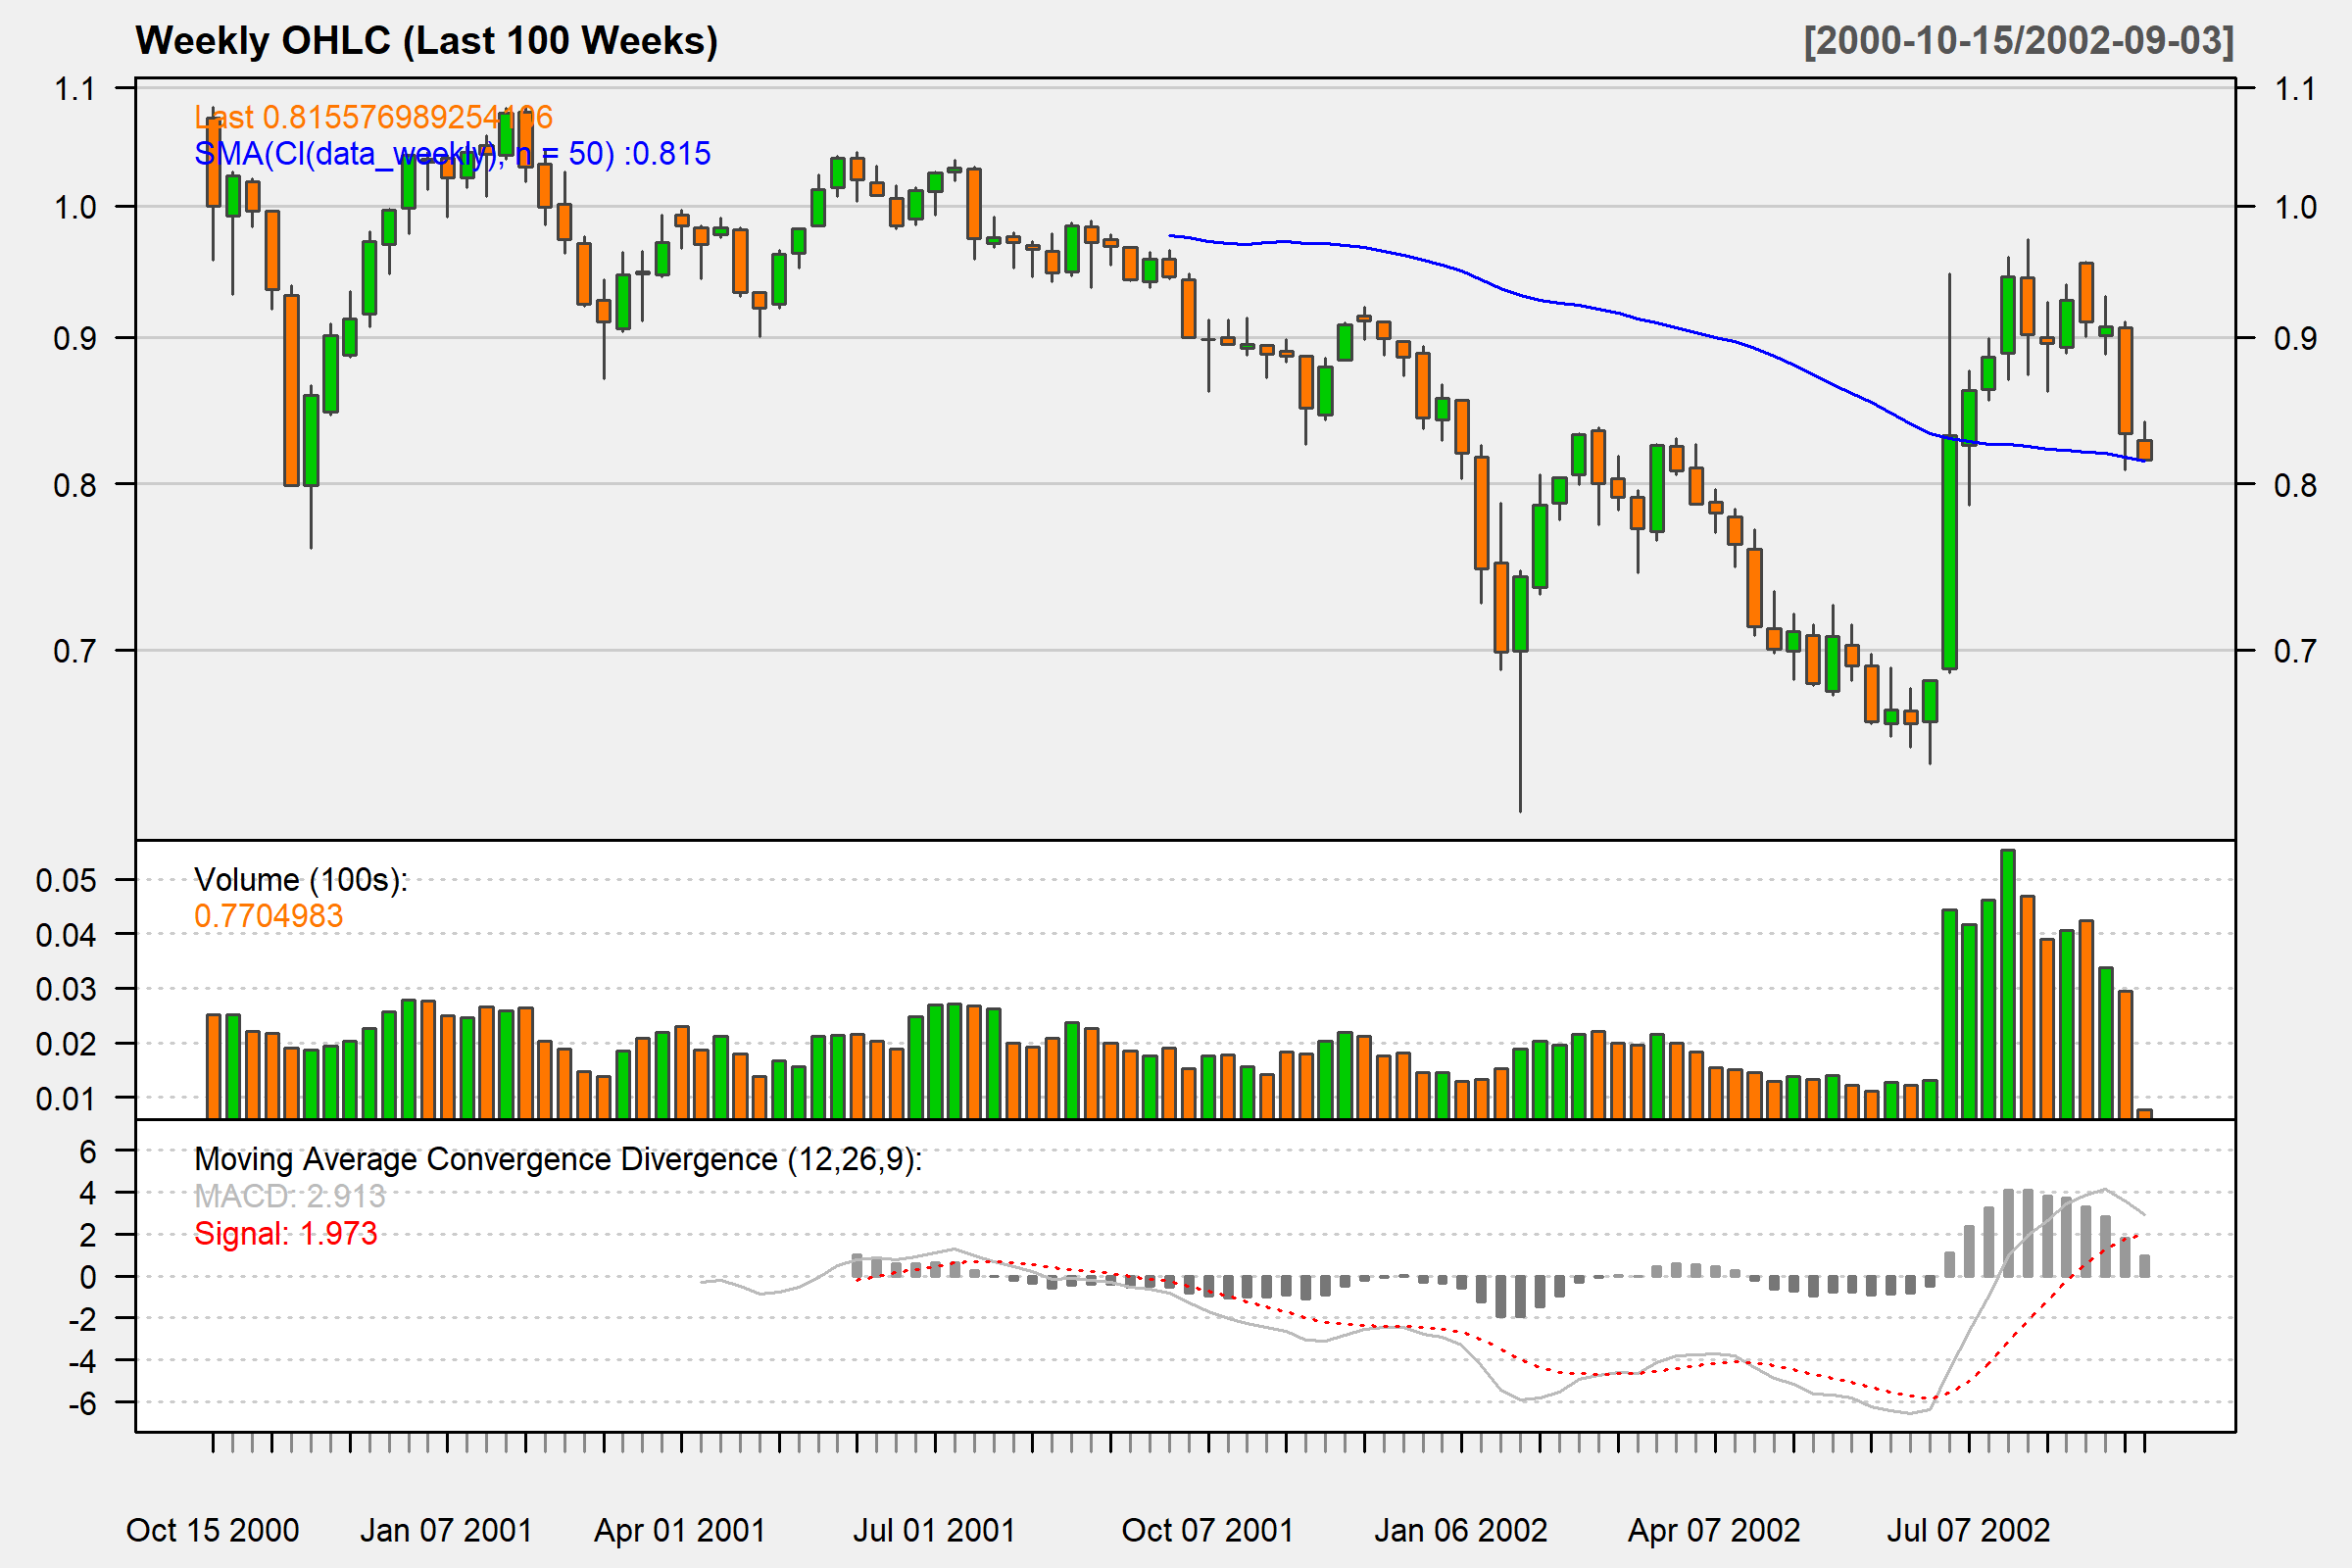 Weekly OHLC (Last 100 Weeks) [2000-10-15/2002-09-03]
1.1 1.1
Last 0.815576989254106
SMA(Cl(data_weekly), n = 50) :0.815
1.0 1.0
0.9 0.9
0.8 0.8
0.7 0.7
Volume (100s):
0.7704983
0.05
0.04
0.03
0.02
0.01
Moving Average Convergence Divergence (12,26,9):
MACD: 2.913
Signal: 1.973
6
4
2
0
-2
-4
-6
Oct 15 2000 Jan 07 2001 Apr 01 2001 Jul 01 2001 Oct 07 2001 Jan 06 2002 Apr 07 2002 Jul 07 2002